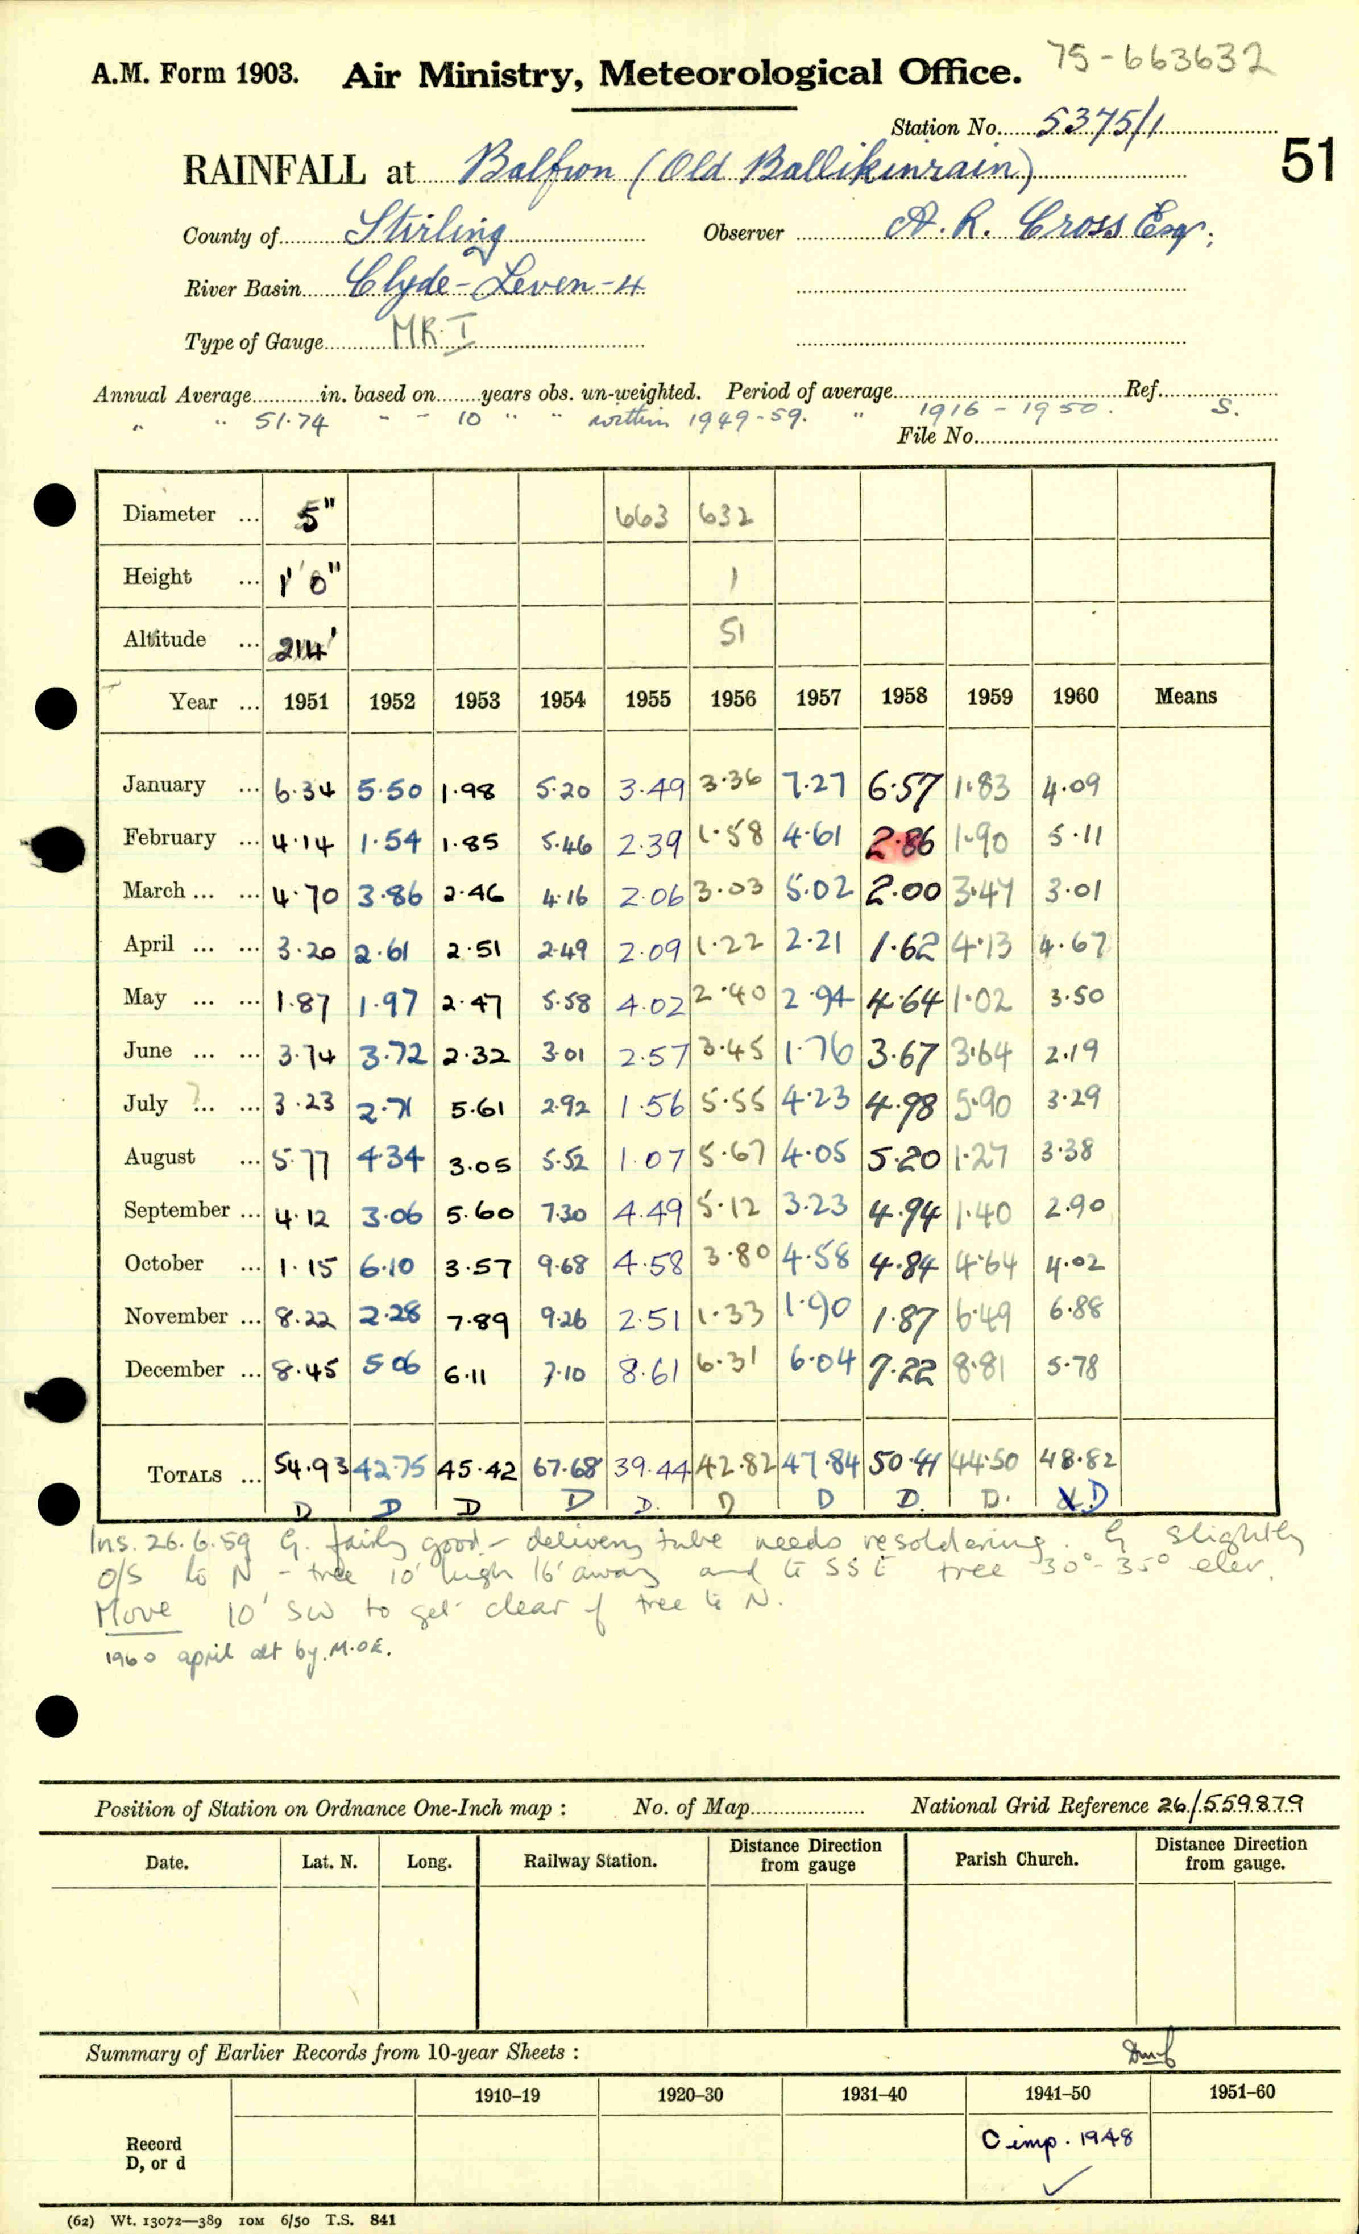 75-663632
A.M. Form 1903. Air Ministry, Meteorological Office.
Station No. 5375/1
51
RAINFALL at Balfron (Old Ballikinrain)
County of Stirling Observer A. R. Cross Esq;
River Basin Clyde-Leven-4
Type of Gauge MR I
Annual Average in. based on years obs. un-weighted. Period of average Ref.
" " 51.74 - - 10 " " within 1949-59. " 1916-1950. S.
File No.
Diameter ... 5" 663 632
Height ... 1' 0" 1
Altitude ... 214' 51
Year ... 1951 1952 1953 1954 1955 1956 1957 1958 1959 1960 Means
January ... 6.34 5.50 1.98 5.20 3.49 3.36 7.27 6.57 1.83 4.09
February ... 4.14 1.54 1.85 5.46 2.39 1.58 4.61 2.86 1.90 5.11
March ... ... 4.70 3.86 2.46 4.16 2.06 3.03 5.02 2.00 3.47 3.01
April ... ... 3.20 2.61 2.51 2.49 2.09 1.22 2.21 1.62 4.13 4.67
May ... ... 1.87 1.97 2.47 5.58 4.02 2.40 2.94 4.64 1.02 3.50
June ... ... 3.74 3.72 2.32 3.01 2.57 3.45 1.76 3.67 3.64 2.19
July ... ... 3.23 2.71 5.61 2.92 1.56 5.55 4.23 4.98 5.90 3.29
August ... 5.77 4.34 3.05 5.52 1.07 5.67 4.05 5.20 1.27 3.38
September ... 4.12 3.06 5.60 7.30 4.49 5.12 3.23 4.94 1.40 2.90
October ... 1.15 6.10 3.57 9.68 4.58 3.80 4.58 4.84 4.64 4.02
November ... 8.22 2.28 7.89 9.26 2.51 1.33 1.90 1.87 6.49 6.88
December ... 8.45 5.06 6.11 7.10 8.61 6.31 6.04 7.22 8.81 5.78
TOTALS ... 54.93 42.75 45.42 67.68 39.44 42.82 47.84 50.41 44.50 48.82
D D D D D. D D D. D. D
Ins. 26.6.59 G. fairly good - delivery tube needs resoldering. G slightly
o/s to N - tree 10' high 16' away and to SSE tree 30°-35° elev.
Move 10' SW to get clear of tree to N.
1960 april alt by M.O.E.
Position of Station on Ordnance One-Inch map : No. of Map National Grid Reference 26/559879
Date. Lat. N. Long. Railway Station. Distance Direction from gauge Parish Church. Distance Direction from gauge.
Summary of Earlier Records from 10-year Sheets :
1910-19 1920-30 1931-40 1941-50 1951-60
Record
D, or d
C imp. 1948
(62) Wt. 13072—389 10M 6/50 T.S. 841